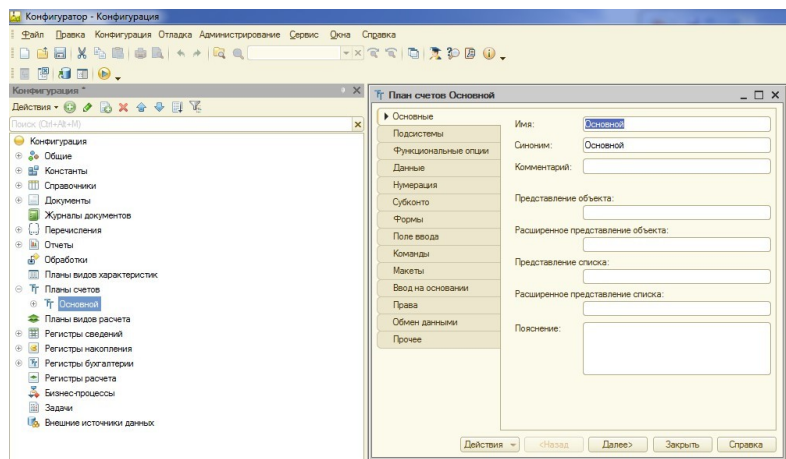 Конфигуратор - Конфигурация
Файл Правка Конфигурация Отладка Администрирование Сервис Окна Справка
Конфигурация *
Действия
Поиск (Ctrl+Alt+M)
Конфигурация
Общие
Константы
Справочники
Документы
Журналы документов
Перечисления
Отчеты
Обработки
Планы видов характеристик
Планы счетов
Основной
Планы видов расчета
Регистры сведений
Регистры накопления
Регистры бухгалтерии
Регистры расчета
Бизнес-процессы
Задачи
Внешние источники данных
План счетов Основной
Основные
Подсистемы
Функциональные опции
Данные
Нумерация
Субконто
Формы
Поле ввода
Команды
Макеты
Ввод на основании
Права
Обмен данными
Прочее
Имя: Основной
Синоним: Основной
Комментарий:
Представление объекта:
Расширенное представление объекта:
Представление списка:
Расширенное представление списка:
Пояснение:
Действия <Назад Далее> Закрыть Справка